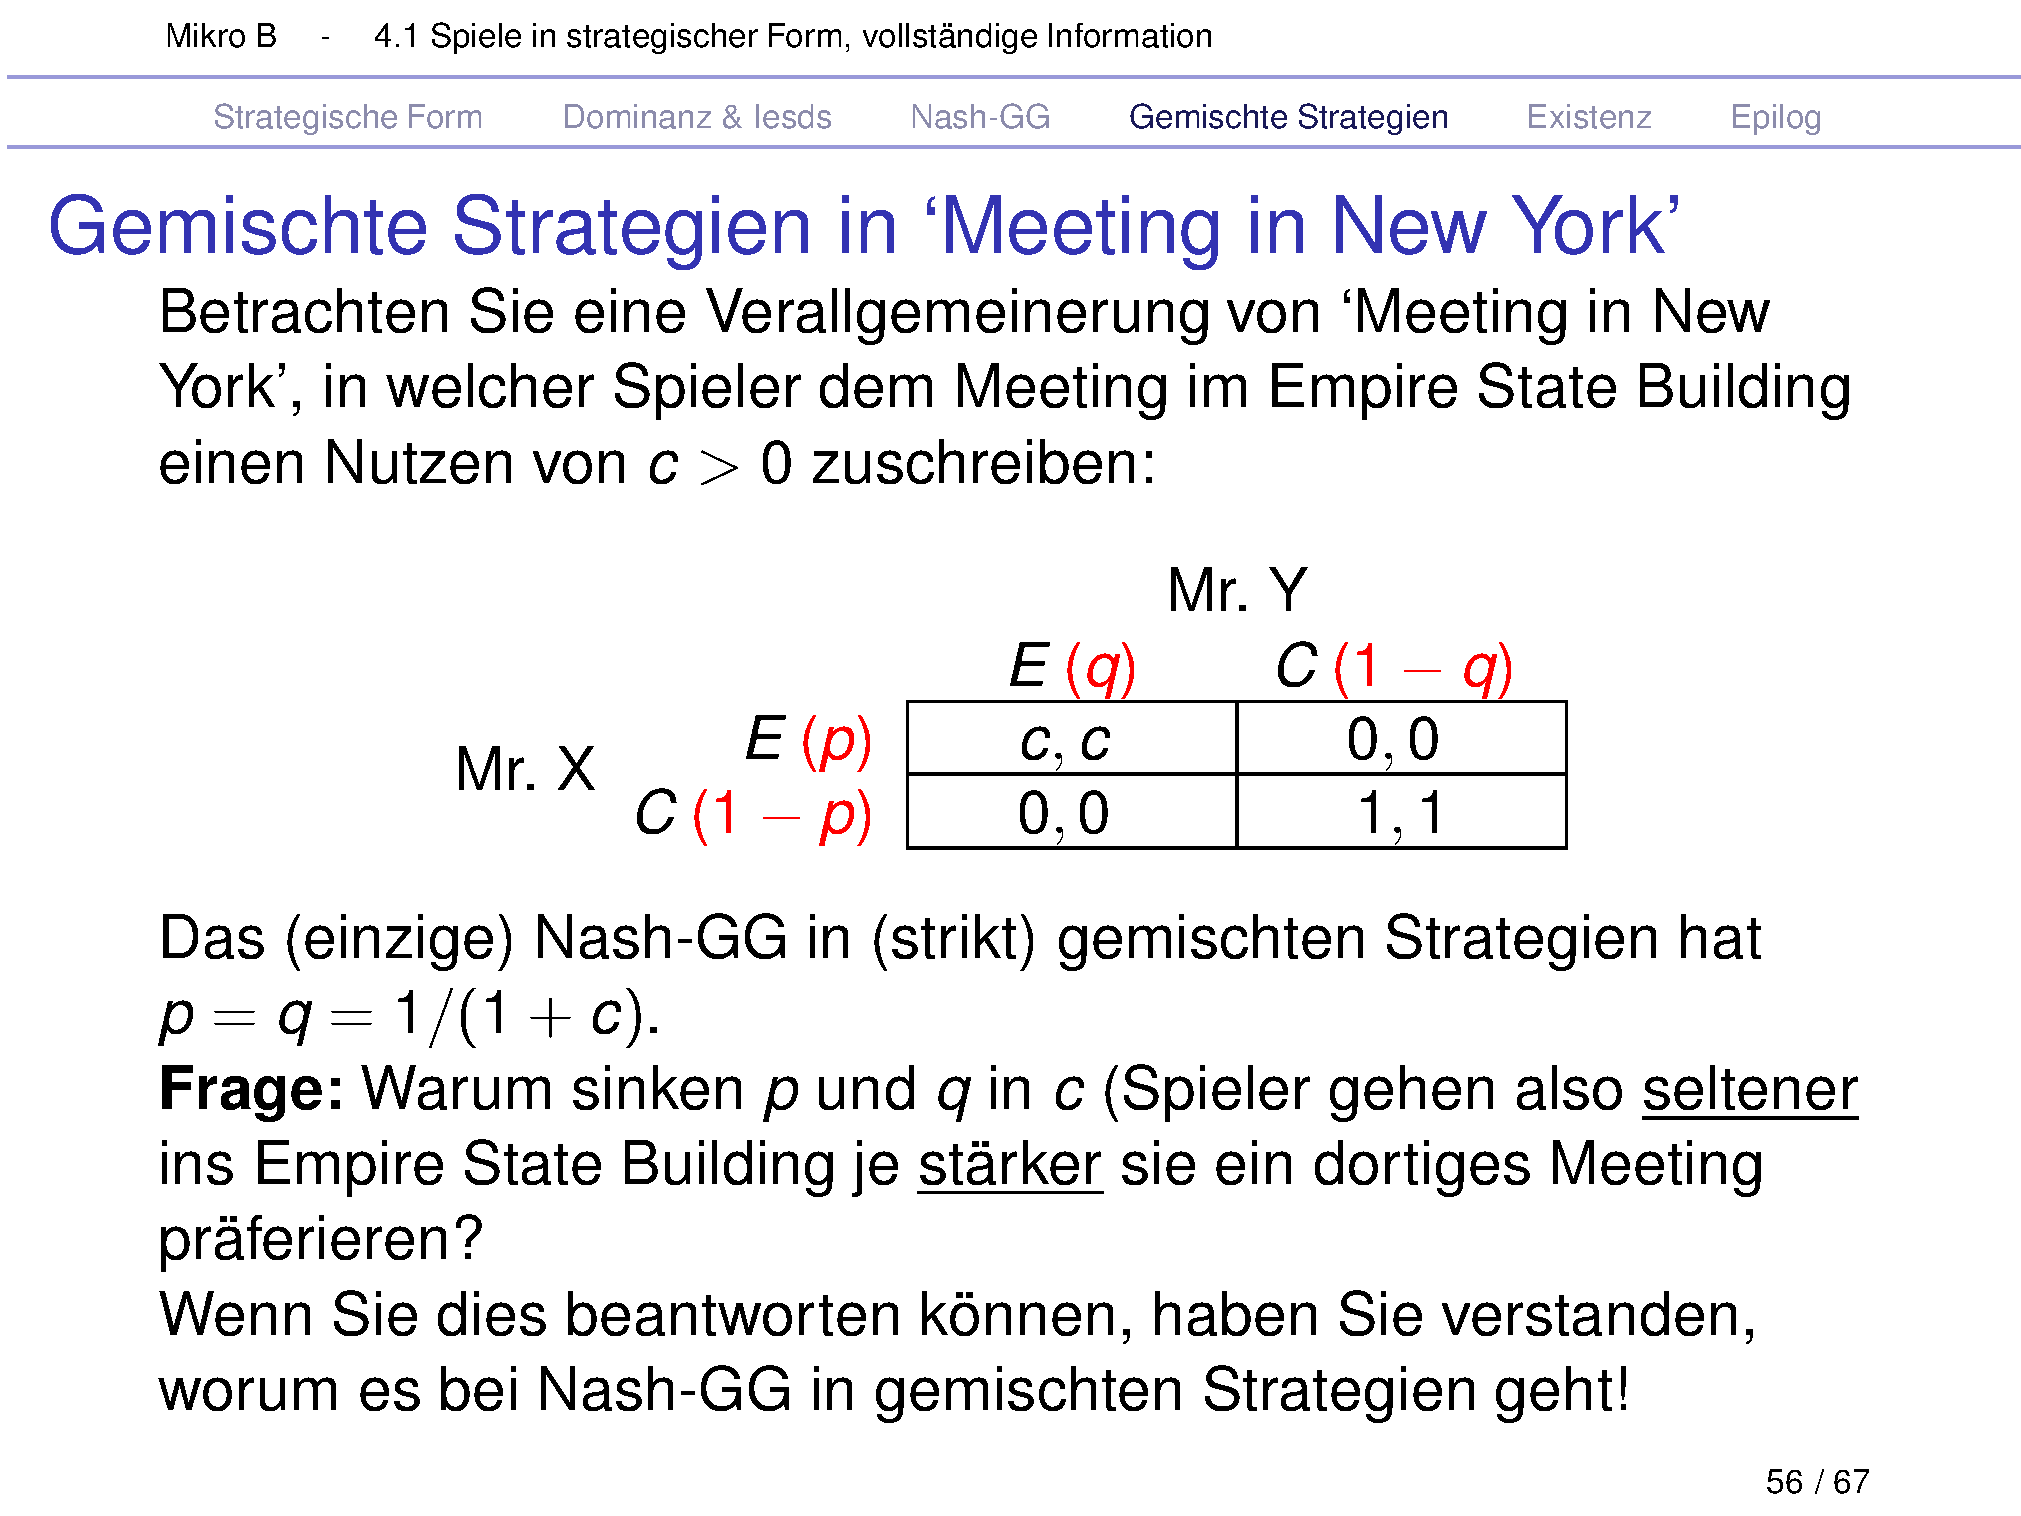 Mikro B - 4.1 Spiele in strategischer Form, vollständige Information
Strategische Form Dominanz & Iesds Nash-GG Gemischte Strategien Existenz Epilog
Gemischte Strategien in ‘Meeting in New York’
Betrachten Sie eine Verallgemeinerung von ‘Meeting in New
York’, in welcher Spieler dem Meeting im Empire State Building
einen Nutzen von c > 0 zuschreiben:
Mr. Y
E (q) C (1 − q)
E (p) c, c 0, 0
Mr. X
C (1 − p) 0, 0 1, 1
Das (einzige) Nash-GG in (strikt) gemischten Strategien hat
p = q = 1/(1 + c).
Frage: Warum sinken p und q in c (Spieler gehen also seltener
ins Empire State Building je stärker sie ein dortiges Meeting
präferieren?
Wenn Sie dies beantworten können, haben Sie verstanden,
worum es bei Nash-GG in gemischten Strategien geht!
56 / 67